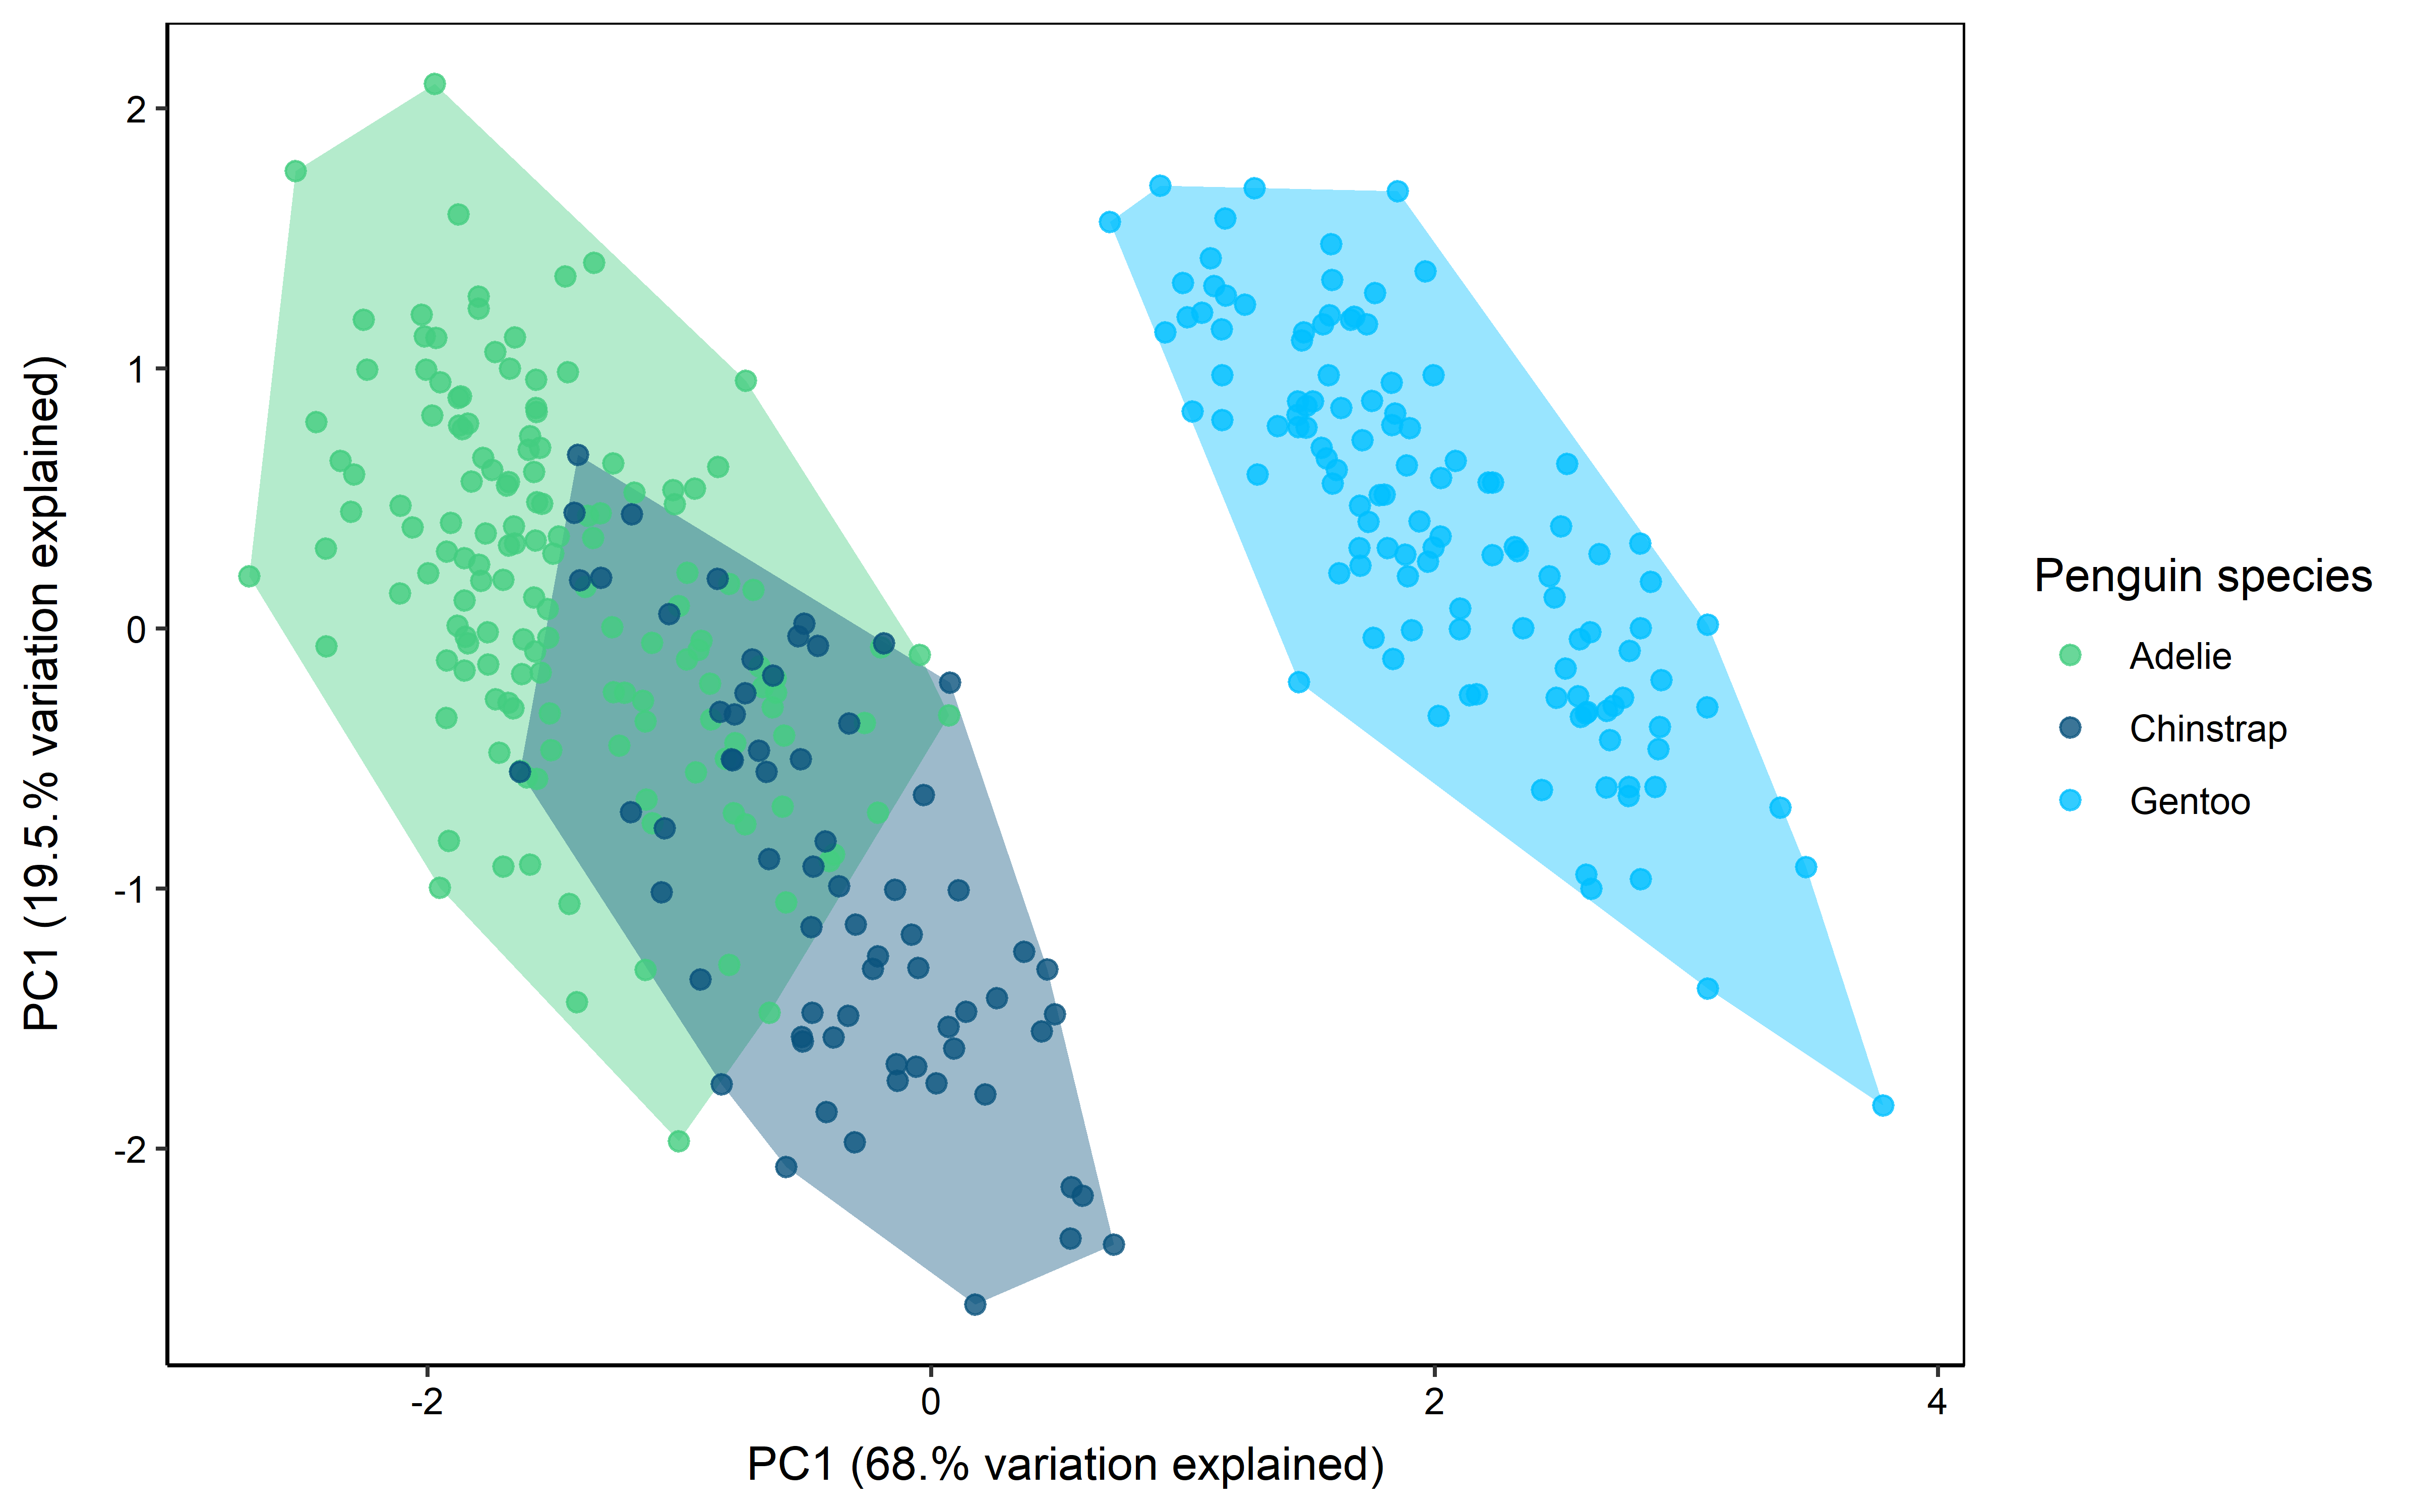 2
1
0
-1
-2
PC1 (19.5.% variation explained)
-2
0
2
4
PC1 (68.% variation explained)
Penguin species
Adelie
Chinstrap
Gentoo